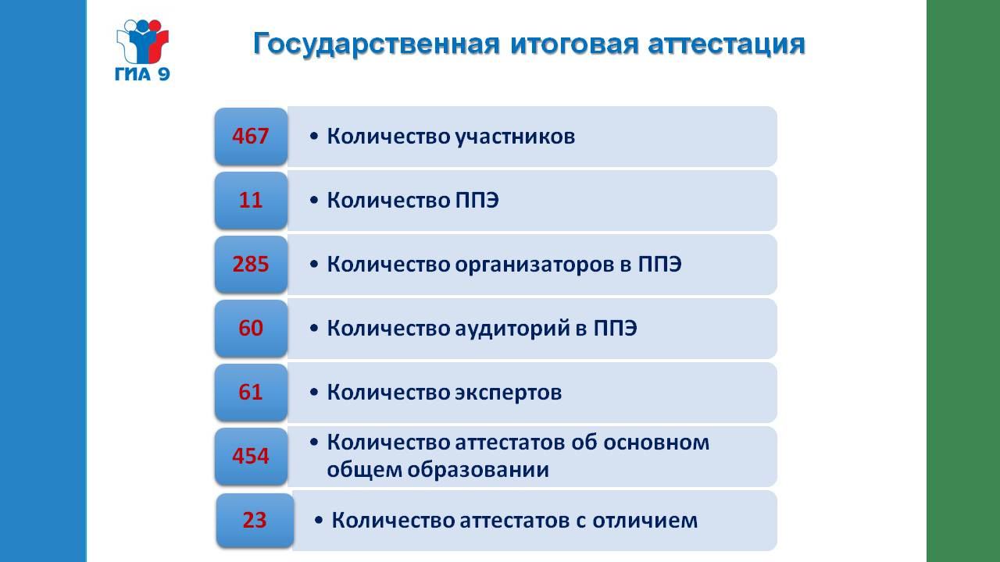 ГИА 9
Государственная итоговая аттестация
467
• Количество участников
11
• Количество ППЭ
285
• Количество организаторов в ППЭ
60
• Количество аудиторий в ППЭ
61
• Количество экспертов
454
• Количество аттестатов об основном
общем образовании
23
• Количество аттестатов с отличием